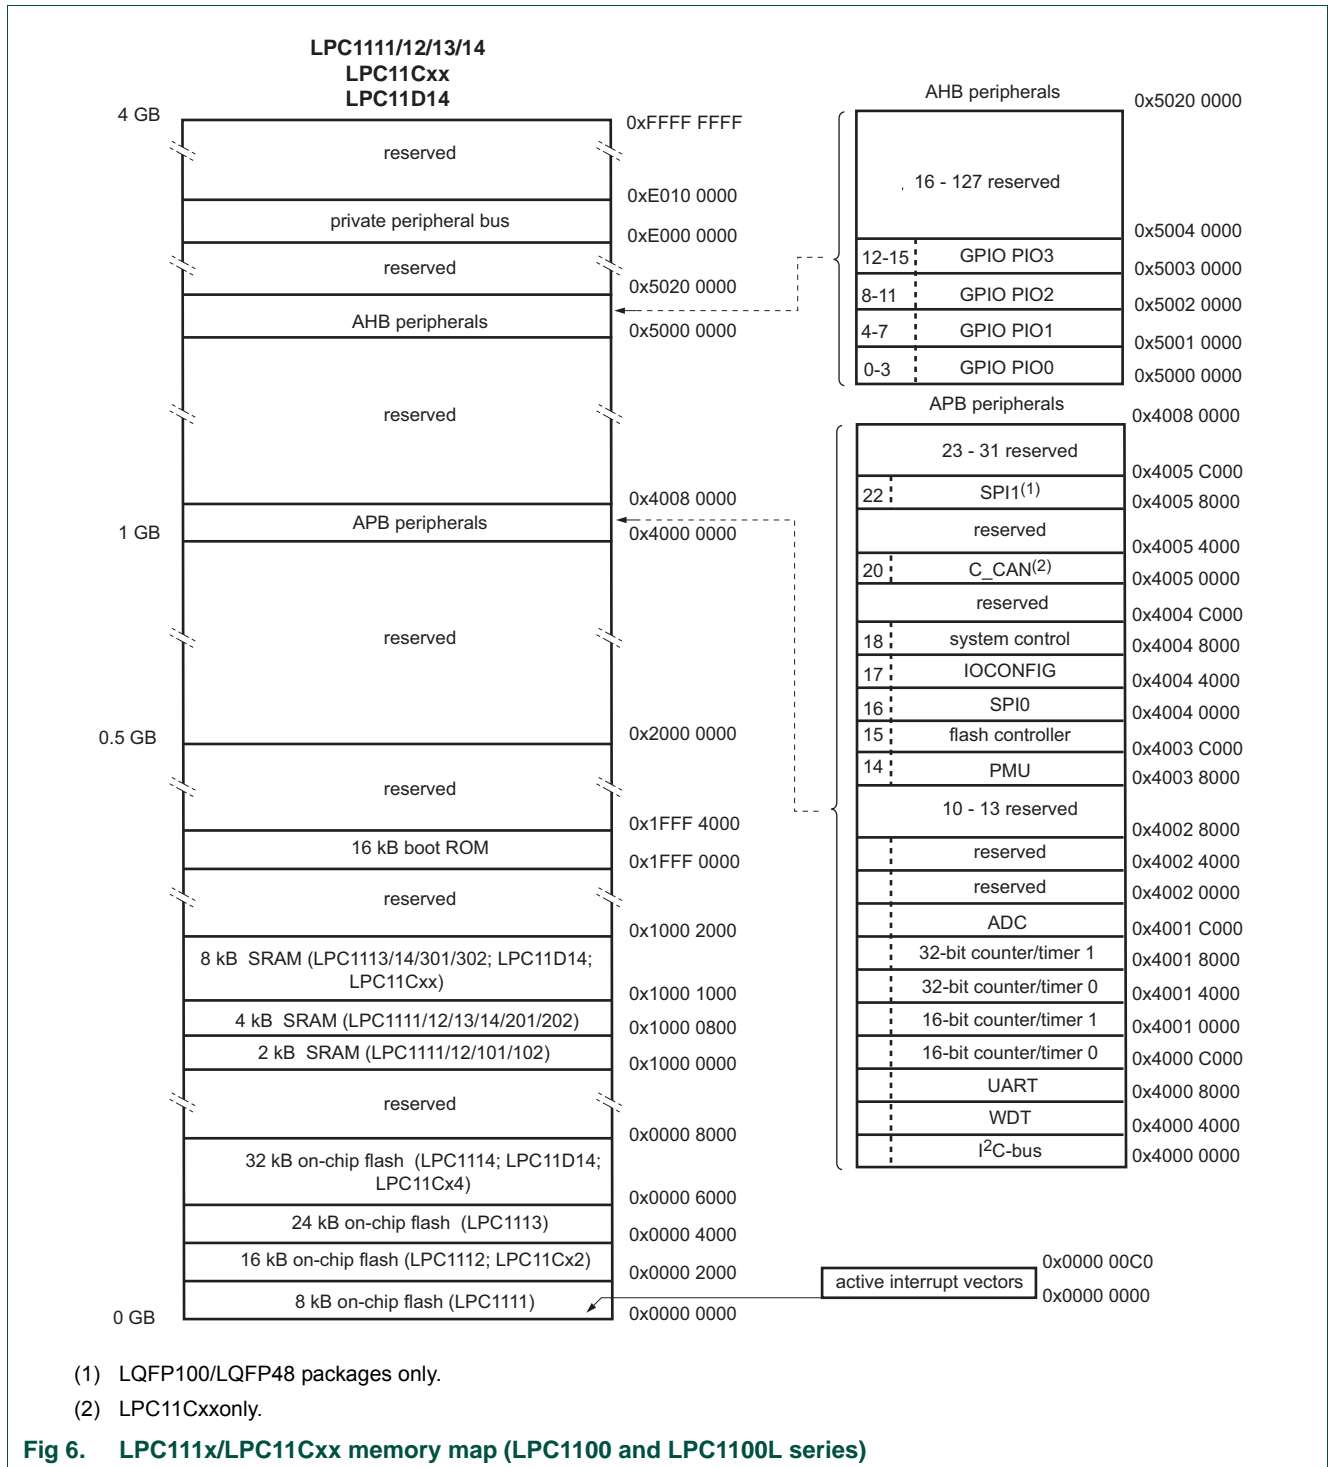 LPC1111/12/13/14
LPC11Cxx
LPC11D14
4 GB
0xFFFF FFFF
reserved
0xE010 0000
private peripheral bus
0xE000 0000
reserved
0x5020 0000
AHB peripherals
0x5000 0000
reserved
0x4008 0000
APB peripherals
1 GB
0x4000 0000
reserved
0x2000 0000
0.5 GB
reserved
0x1FFF 4000
16 kB boot ROM
0x1FFF 0000
reserved
0x1000 2000
8 kB SRAM (LPC1113/14/301/302; LPC11D14;
LPC11Cxx)
0x1000 1000
4 kB SRAM (LPC1111/12/13/14/201/202)
0x1000 0800
2 kB SRAM (LPC1111/12/101/102)
0x1000 0000
reserved
0x0000 8000
32 kB on-chip flash (LPC1114; LPC11D14;
LPC11Cx4)
0x0000 6000
24 kB on-chip flash (LPC1113)
0x0000 4000
16 kB on-chip flash (LPC1112; LPC11Cx2)
0x0000 2000
8 kB on-chip flash (LPC1111)
0x0000 0000
0 GB
AHB peripherals
0x5020 0000
16 - 127 reserved
0x5004 0000
12-15 GPIO PIO3
0x5003 0000
8-11 GPIO PIO2
0x5002 0000
4-7 GPIO PIO1
0x5001 0000
0-3 GPIO PIO0
0x5000 0000
APB peripherals
0x4008 0000
23 - 31 reserved
0x4005 C000
22 SPI1(1)
0x4005 8000
reserved
0x4005 4000
20 C_CAN(2)
0x4005 0000
reserved
0x4004 C000
18 system control
0x4004 8000
17 IOCONFIG
0x4004 4000
16 SPI0
0x4004 0000
15 flash controller
0x4003 C000
14 PMU
0x4003 8000
10 - 13 reserved
0x4002 8000
reserved
0x4002 4000
reserved
0x4002 0000
ADC
0x4001 C000
32-bit counter/timer 1
0x4001 8000
32-bit counter/timer 0
0x4001 4000
16-bit counter/timer 1
0x4001 0000
16-bit counter/timer 0
0x4000 C000
UART
0x4000 8000
WDT
0x4000 4000
I2C-bus
0x4000 0000
0x0000 00C0
active interrupt vectors
0x0000 0000
(1) LQFP100/LQFP48 packages only.
(2) LPC11Cxxonly.
Fig 6. LPC111x/LPC11Cxx memory map (LPC1100 and LPC1100L series)